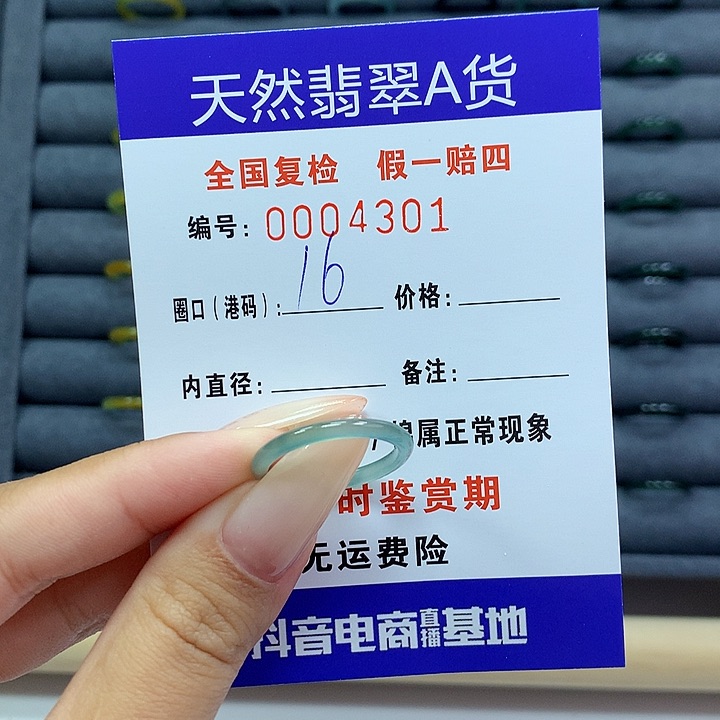 天然翡翠A货
全国复检 假一赔四
编号：0004301
圈口（港码）：16 价格：
内直径： 备注：
属正常现象
时鉴赏期
无运费险
抖音电商直播基地